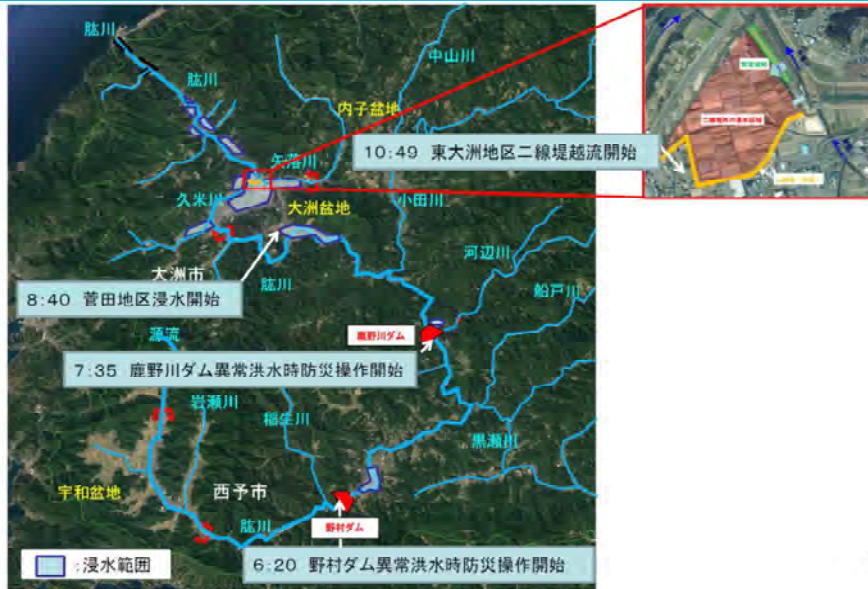 肱川
肱川
中山川
内子盆地
10:49 東大洲地区二線堤越流開始
矢落川
久米川
大洲盆地
小田川
河辺川
大洲市
肱川
船戸川
8:40 菅田地区浸水開始
源流
鹿野川ダム
7:35 鹿野川ダム異常洪水時防災操作開始
岩瀬川
稲生川
黒瀬川
宇和盆地
西予市
肱川
野村ダム
6:20 野村ダム異常洪水時防災操作開始
:浸水範囲